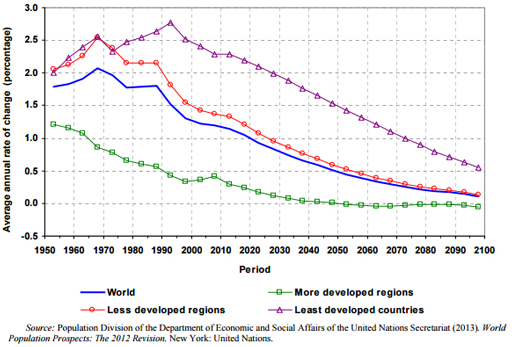 Average annual rate of change (percentage)
3.0
2.5
2.0
1.5
1.0
0.5
0.0
-0.5
1950 1960 1970 1980 1990 2000 2010 2020 2030 2040 2050 2060 2070 2080 2090 2100
Period
World
More developed regions
Less developed regions
Least developed countries
Source: Population Division of the Department of Economic and Social Affairs of the United Nations Secretariat (2013). World
Population Prospects: The 2012 Revision. New York: United Nations.